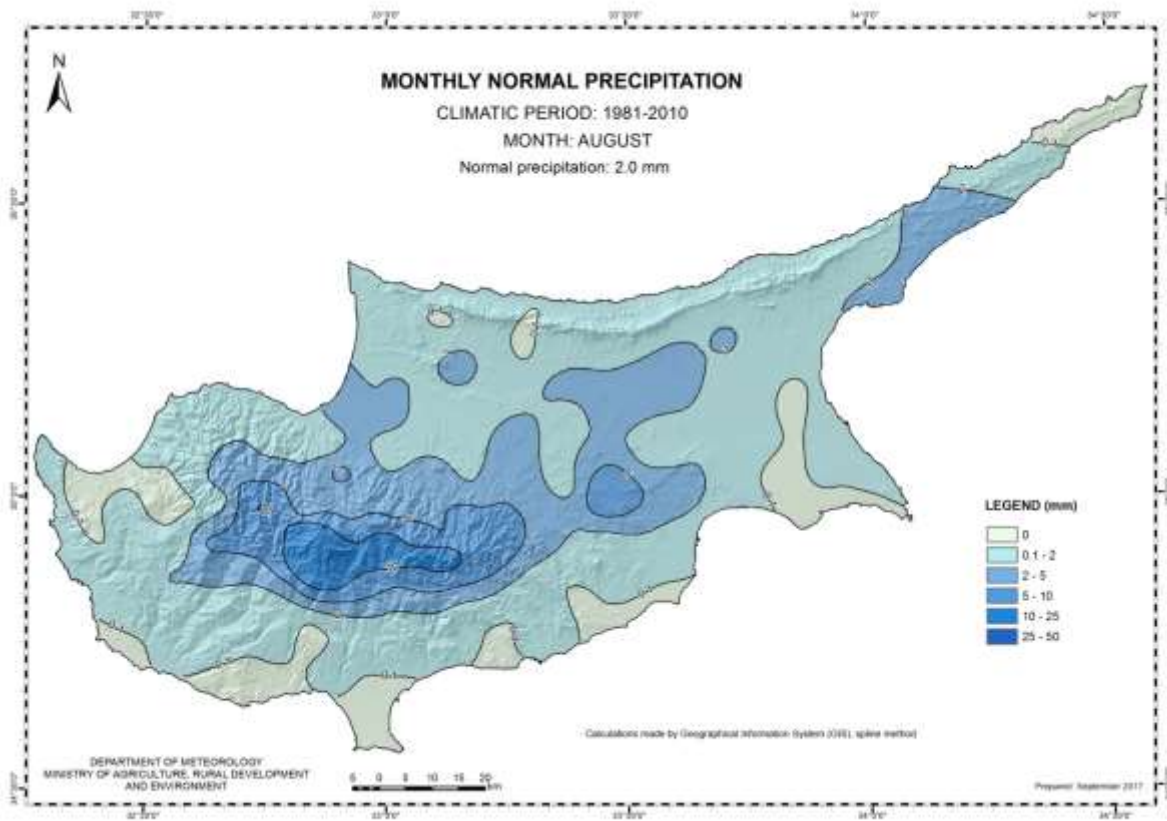 N
MONTHLY NORMAL PRECIPITATION
CLIMATIC PERIOD: 1981-2010
MONTH: AUGUST
Normal precipitation: 2.0 mm
LEGEND (mm)
0
0.1 - 2
2 - 5
5 - 10
10 - 25
25 - 50
Calculations made by Geographical Information System (GIS), spline method
DEPARTMENT OF METEOROLOGY
MINISTRY OF AGRICULTURE, RURAL DEVELOPMENT
AND ENVIRONMENT
5 0 5 10 15 20
km
Prepared: September 2017